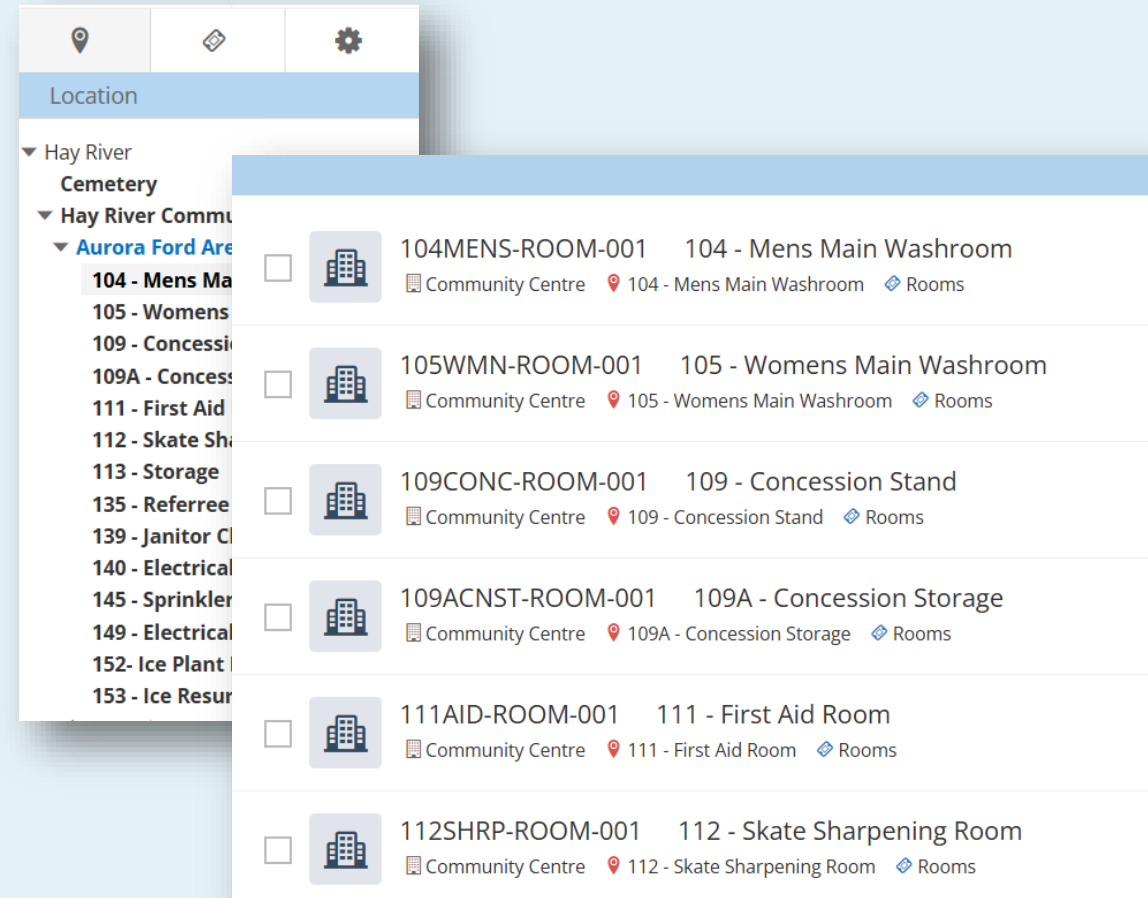 Location
Hay River
Cemetery
Hay River Commu
Aurora Ford Are
104 - Mens Ma
105 - Womens
109 - Concessi
109A - Concess
111 - First Aid
112 - Skate Sha
113 - Storage
135 - Referree
139 - Janitor Cl
140 - Electrical
145 - Sprinkler
149 - Electrical
152- Ice Plant
153 - Ice Resur
104MENS-ROOM-001 104 - Mens Main Washroom
Community Centre 104 - Mens Main Washroom Rooms
105WMN-ROOM-001 105 - Womens Main Washroom
Community Centre 105 - Womens Main Washroom Rooms
109CONC-ROOM-001 109 - Concession Stand
Community Centre 109 - Concession Stand Rooms
109ACNST-ROOM-001 109A - Concession Storage
Community Centre 109A - Concession Storage Rooms
111AID-ROOM-001 111 - First Aid Room
Community Centre 111 - First Aid Room Rooms
112SHRP-ROOM-001 112 - Skate Sharpening Room
Community Centre 112 - Skate Sharpening Room Rooms